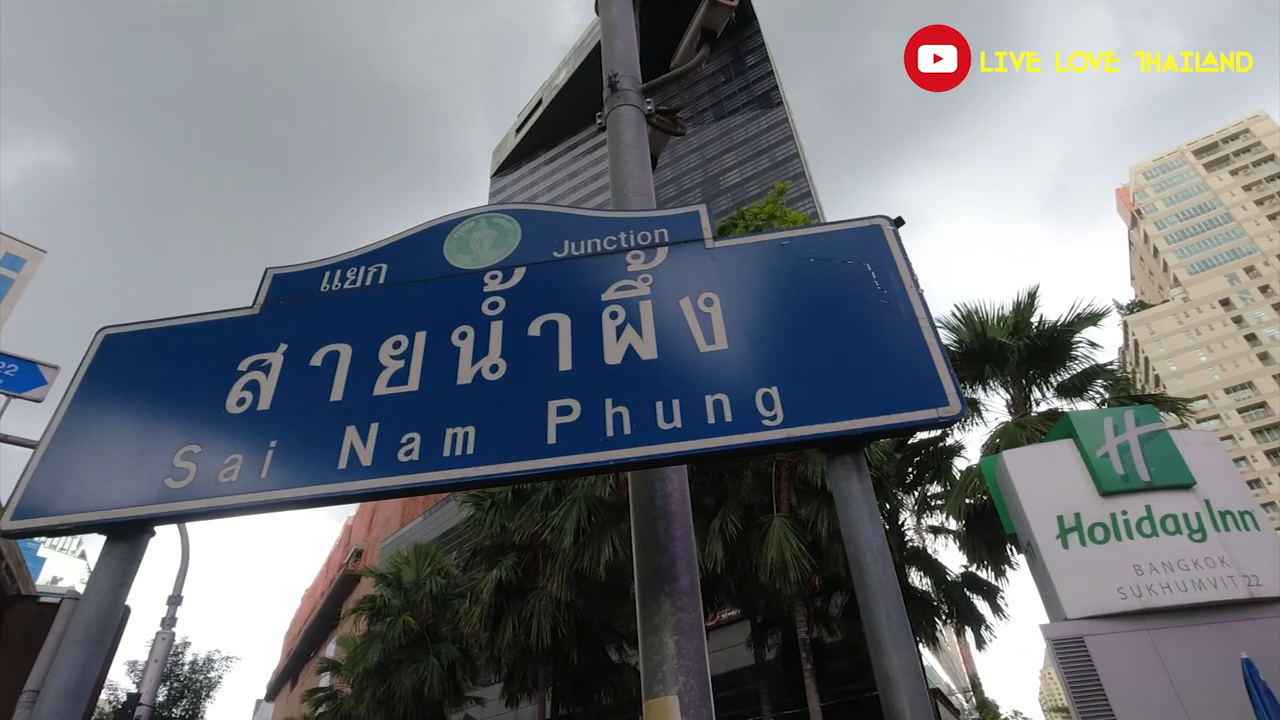 LIVE LOVE THAILAND
แยก Junction
สายน้ำผึ้ง
Sai Nam Phung
22
H
Holiday Inn
BANGKOK
SUKHUMVIT 22